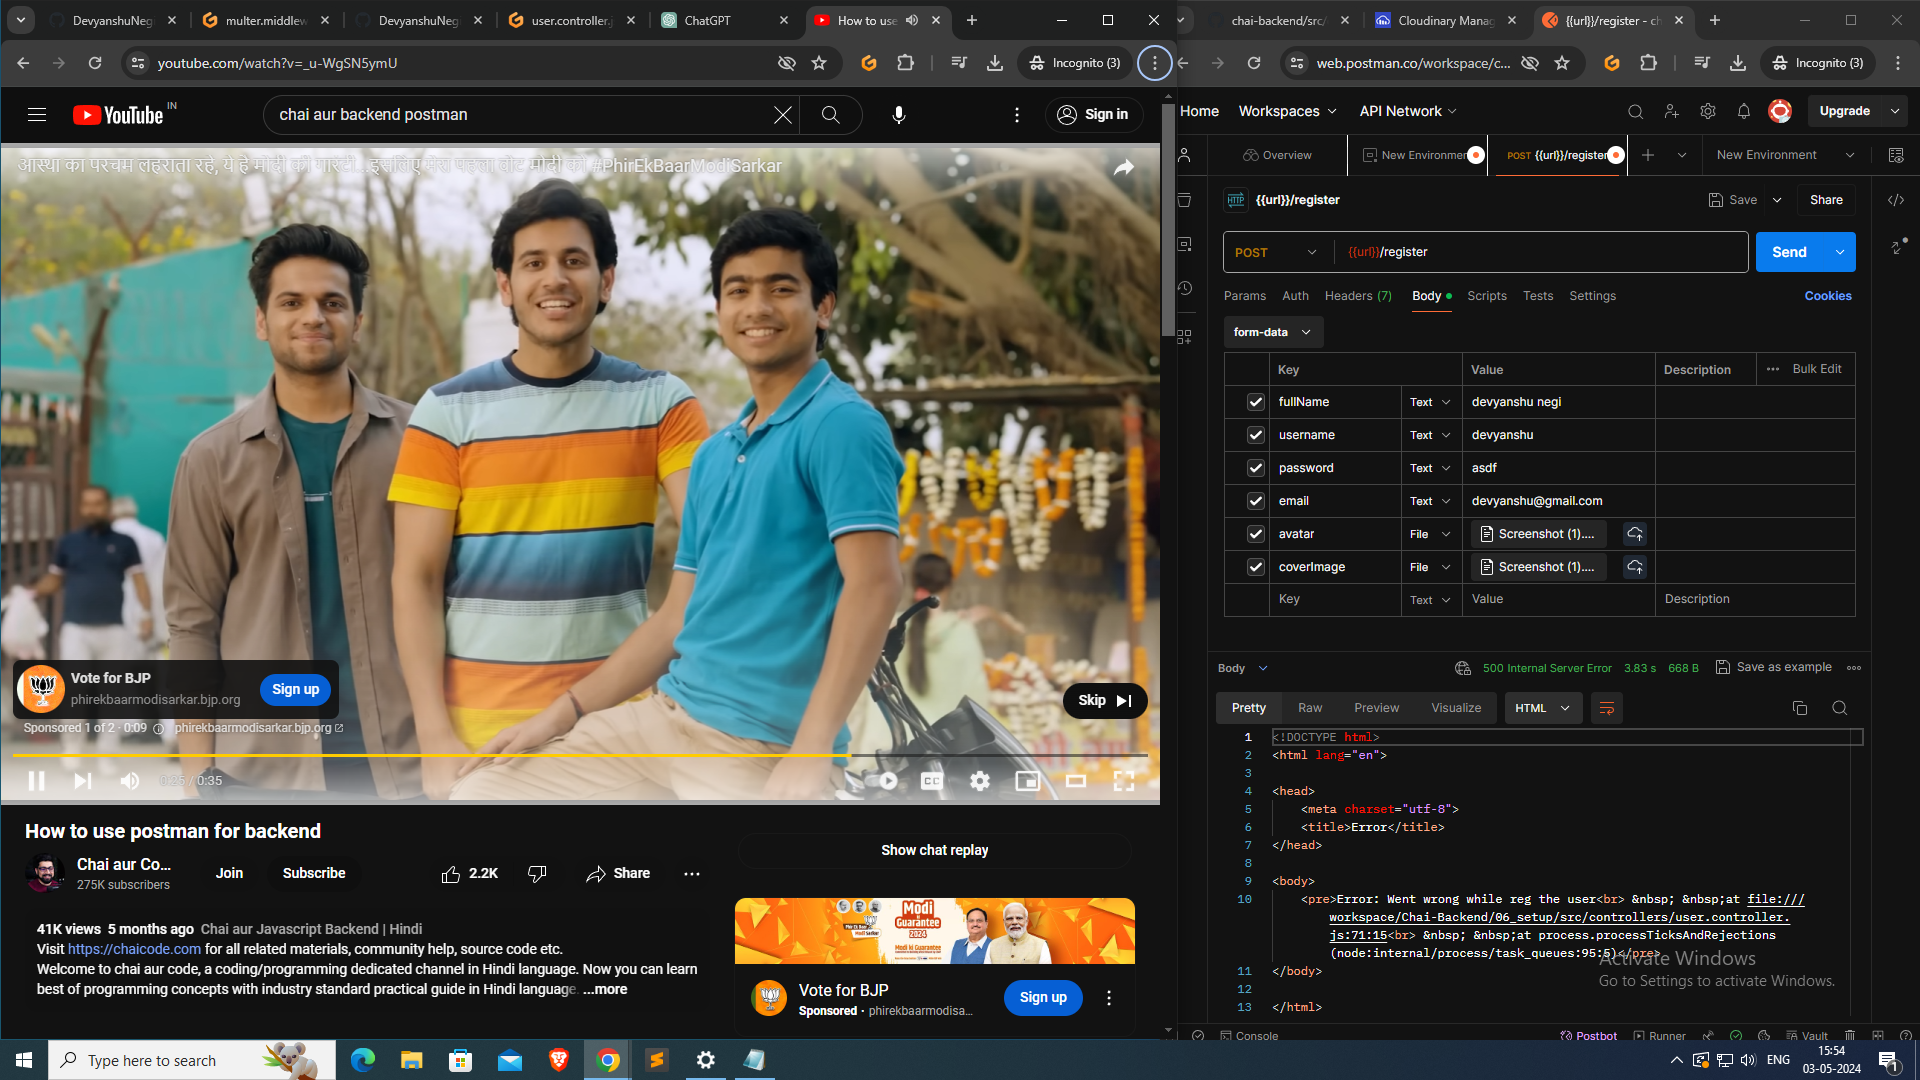 DevyanshuNeg
multer.middlew
DevyanshuNeg
user.controller.j
ChatGPT
How to use
youtube.com/watch?v=_u-WgSN5ymU
Incognito (3)
YouTube IN
chai aur backend postman
Sign in
आस्था का परचम लहराता रहे, ये है मोदी की गारंटी...इसलिए मेरा पहला वोट मोदी को #PhirEkBaarModiSarkar
Vote for BJP
phirekbaarmodisarkar.bjp.org
Sign up
Skip
Sponsored 1 of 2 · 0:09
phirekbaarmodisarkar.bjp.org
0:25 / 0:35
CC
How to use postman for backend
Chai aur Co...
275K subscribers
Join
Subscribe
2.2K
Share
41K views 5 months ago Chai aur Javascript Backend | Hindi
Visit https://chaicode.com for all related materials, community help, source code etc.
Welcome to chai aur code, a coding/programming dedicated channel in Hindi language. Now you can learn
best of programming concepts with industry standard practical guide in Hindi language. ...more
Show chat replay
Modi
Guarantee
2024
Vote for BJP
Sponsored · phirekbaarmodisa...
Sign up
chai-backend/src/
Cloudinary Manag
{{url}}/register - ch
web.postman.co/workspace/c...
Incognito (3)
Home
Workspaces
API Network
Upgrade
Overview
New Environmen
POST {{url}}/register
New Environment
HTTP
{{url}}/register
Save
Share
POST
{{url}}/register
Send
Params
Auth
Headers (7)
Body
Scripts
Tests
Settings
Cookies
form-data
Key Value Description ••• Bulk Edit
fullName Text devyanshu negi
username Text devyanshu
password Text asdf
email Text devyanshu@gmail.com
avatar File Screenshot (1)....
coverImage File Screenshot (1)....
Key Text Value Description
Body
500 Internal Server Error 3.83 s 668 B
Save as example
Pretty
Raw
Preview
Visualize
HTML
1 <!DOCTYPE html>
2 <html lang="en">
3
4 <head>
5 <meta charset="utf-8">
6 <title>Error</title>
7 </head>
8
9 <body>
10 <pre>Error: Went wrong while reg the user<br> &nbsp; &nbsp;at file:///
workspace/Chai-Backend/06_setup/src/controllers/user.controller.
js:71:15<br> &nbsp; &nbsp;at process.processTicksAndRejections
(node:internal/process/task_queues:95:5)</pre>
11 </body>
12
13 </html>
Activate Windows
Go to Settings to activate Windows.
Console
Postbot
Runner
Vault
Type here to search
ENG
15:54
03-05-2024
1